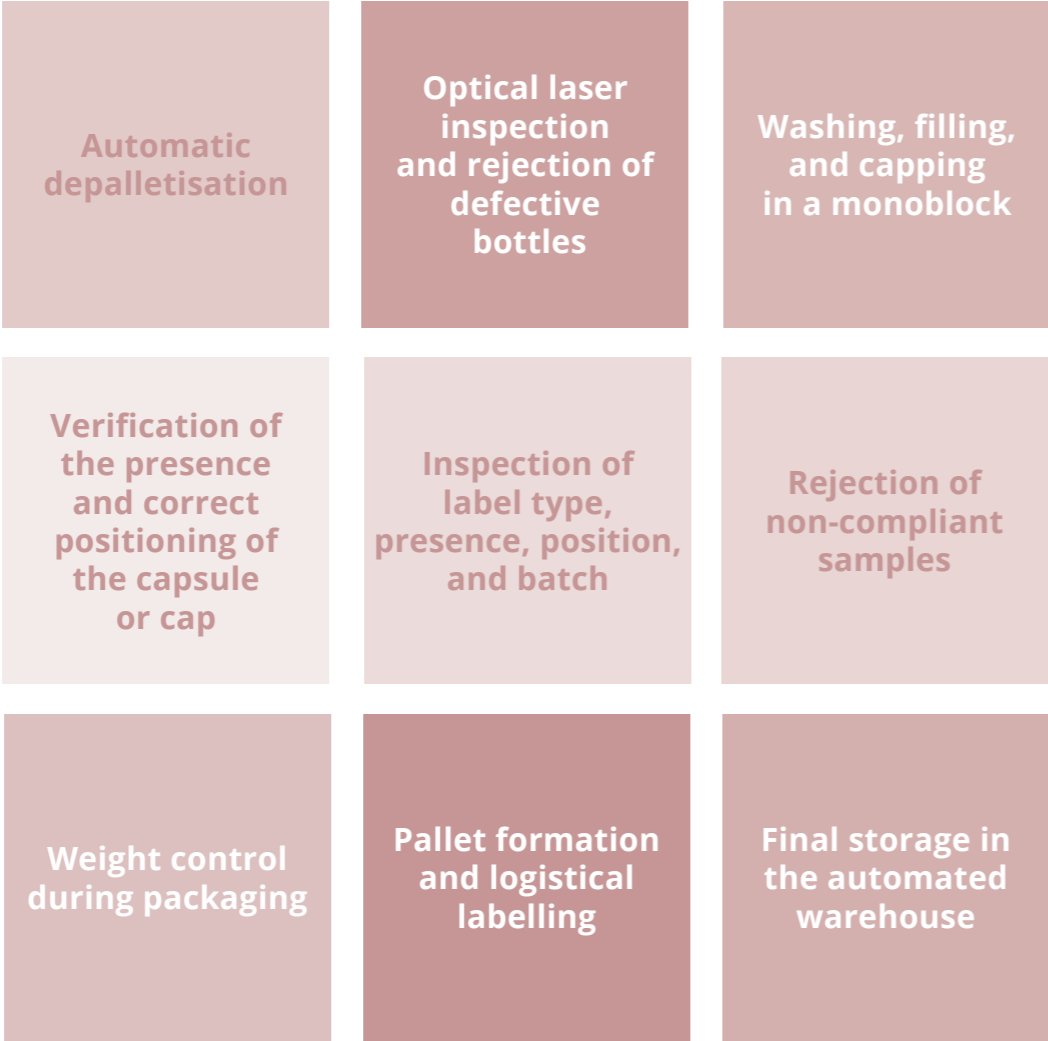 Automatic
depalletisation
Optical laser
inspection
and rejection of
defective
bottles
Washing, filling,
and capping
in a monoblock
Verification of
the presence
and correct
positioning of
the capsule
or cap
Inspection of
label type,
presence, position,
and batch
Rejection of
non-compliant
samples
Weight control
during packaging
Pallet formation
and logistical
labelling
Final storage in
the automated
warehouse